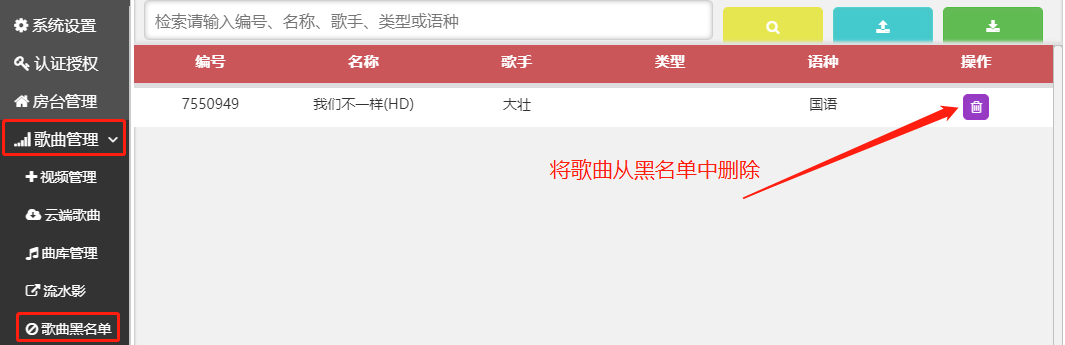 系统设置
认证授权
房台管理
歌曲管理
视频管理
云端歌曲
曲库管理
流水影
歌曲黑名单
检索请输入编号、名称、歌手、类型或语种
编号 名称 歌手 类型 语种 操作
7550949 我们不一样(HD) 大壮 国语
将歌曲从黑名单中删除